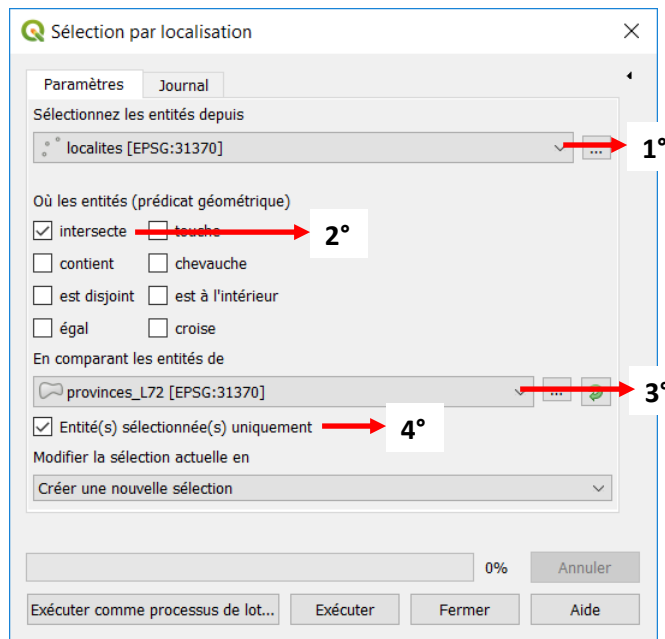 Sélection par localisation
Paramètres Journal
Sélectionnez les entités depuis
localites [EPSG:31370] ... 1°
Où les entités (prédicat géométrique)
intersecte touche 2°
contient chevauche
est disjoint est à l'intérieur
égal croise
En comparant les entités de
provinces_L72 [EPSG:31370] ... 3°
Entité(s) sélectionnée(s) uniquement 4°
Modifier la sélection actuelle en
Créer une nouvelle sélection
0% Annuler
Exécuter comme processus de lot... Exécuter Fermer Aide